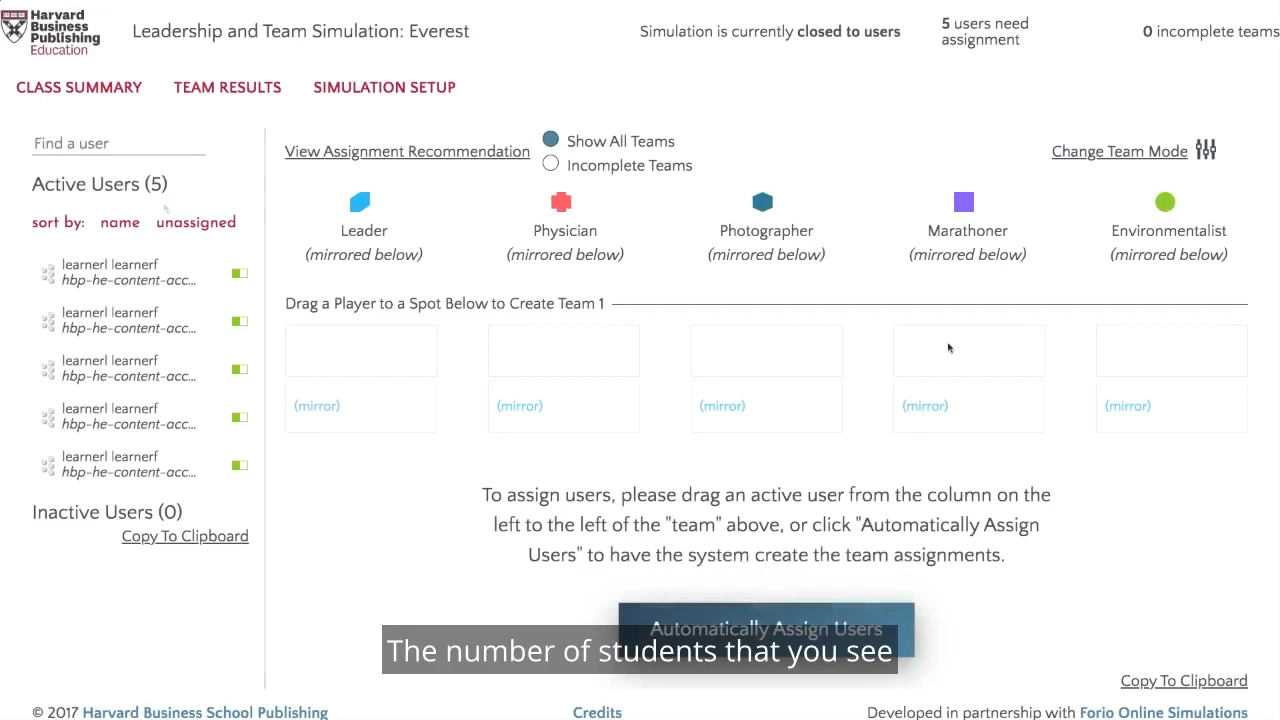 Harvard
Business
Publishing
Education
Leadership and Team Simulation: Everest
Simulation is currently closed to users
5 users need
assignment
0 incomplete teams
CLASS SUMMARY
TEAM RESULTS
SIMULATION SETUP
Find a user
Active Users (5)
sort by: name unassigned
learnerl learnerf
hbp-he-content-acc...
learnerl learnerf
hbp-he-content-acc...
learnerl learnerf
hbp-he-content-acc...
learnerl learnerf
hbp-he-content-acc...
learnerl learnerf
hbp-he-content-acc...
Inactive Users (0)
Copy To Clipboard
View Assignment Recommendation
Show All Teams
Incomplete Teams
Change Team Mode
Leader
(mirrored below)
Physician
(mirrored below)
Photographer
(mirrored below)
Marathoner
(mirrored below)
Environmentalist
(mirrored below)
Drag a Player to a Spot Below to Create Team 1
(mirror)
(mirror)
(mirror)
(mirror)
(mirror)
To assign users, please drag an active user from the column on the
left to the left of the "team" above, or click "Automatically Assign
Users" to have the system create the team assignments.
Automatically Assign Users
The number of students that you see
Copy To Clipboard
© 2017 Harvard Business School Publishing
Credits
Developed in partnership with Forio Online Simulations